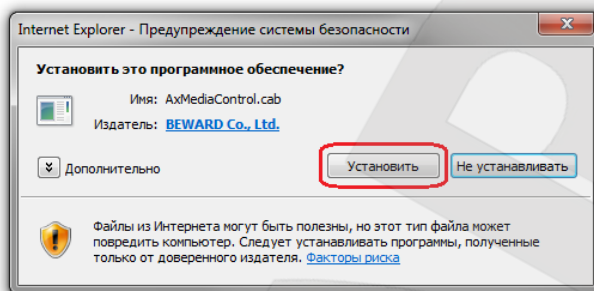 Internet Explorer - Предупреждение системы безопасности
Установить это программное обеспечение?
Имя: AxMediaControl.cab
Издатель: BEWARD Co., Ltd.
Дополнительно
Установить
Не устанавливать
Файлы из Интернета могут быть полезны, но этот тип файла может
повредить компьютер. Следует устанавливать программы, полученные
только от доверенного издателя. Факторы риска